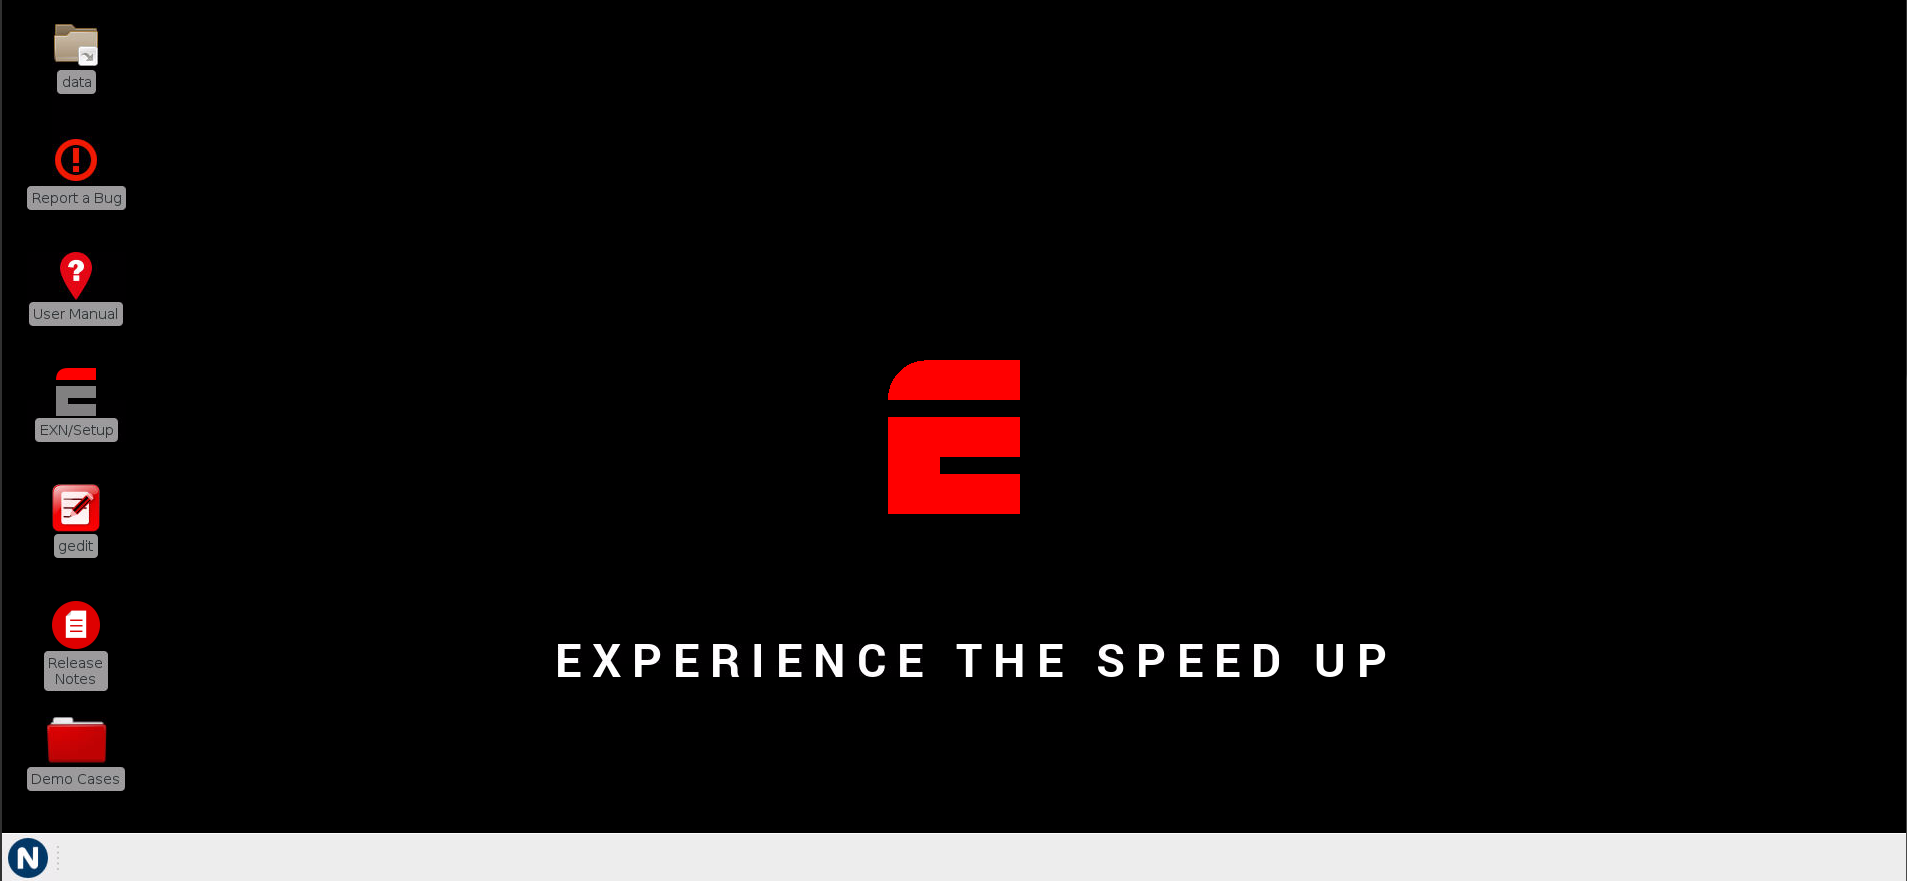 data
Report a Bug
User Manual
EXN/Setup
gedit
Release
Notes
Demo Cases
EXPERIENCE THE SPEED UP
N